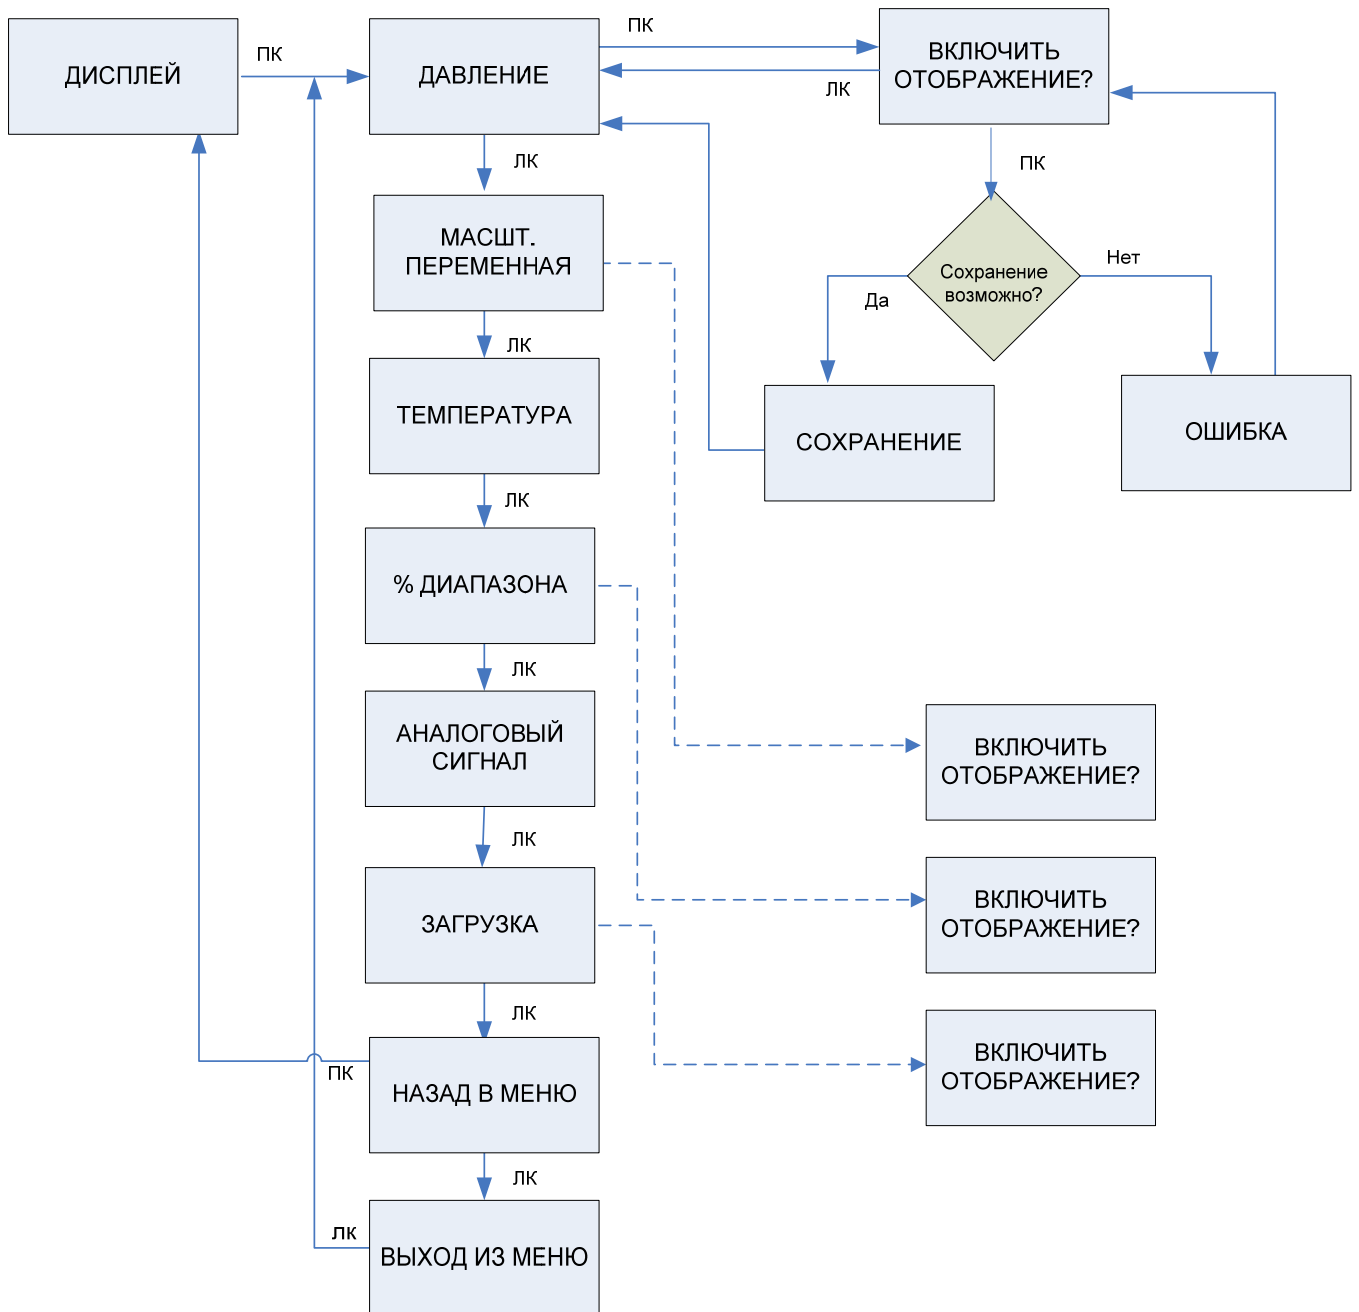 ДИСПЛЕЙ
ПК
ДАВЛЕНИЕ
ПК
ЛК
ВКЛЮЧИТЬ
ОТОБРАЖЕНИЕ?
ЛК
ПК
МАСШТ.
ПЕРЕМЕННАЯ
Сохранение
возможно?
Да
Нет
ЛК
ТЕМПЕРАТУРА
СОХРАНЕНИЕ
ОШИБКА
ЛК
% ДИАПАЗОНА
ЛК
АНАЛОГОВЫЙ
СИГНАЛ
ВКЛЮЧИТЬ
ОТОБРАЖЕНИЕ?
ЛК
ЗАГРУЗКА
ВКЛЮЧИТЬ
ОТОБРАЖЕНИЕ?
ЛК
ПК
НАЗАД В МЕНЮ
ВКЛЮЧИТЬ
ОТОБРАЖЕНИЕ?
ЛК
ЛК
ВЫХОД ИЗ МЕНЮ